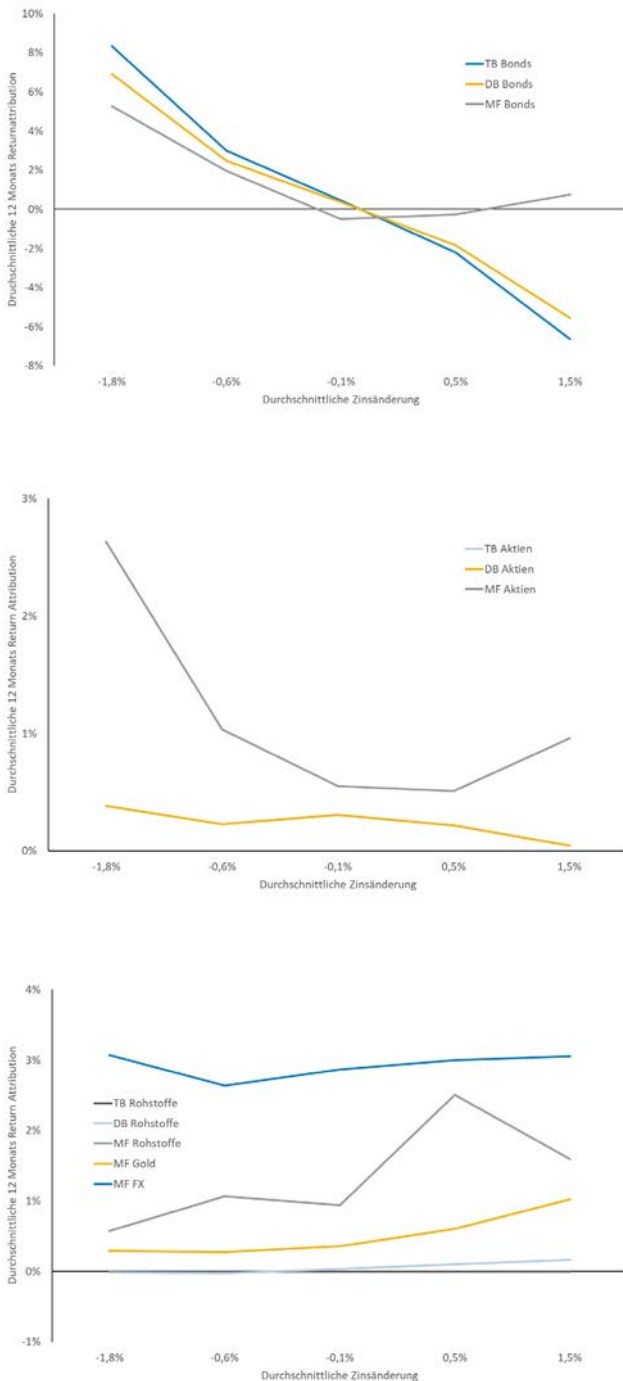 Druchschnittliche 12 Monats Returnattribution
10%
8%
6%
4%
2%
0%
-2%
-4%
-6%
-8%
TB Bonds
DB Bonds
MF Bonds
-1,8% -0,6% -0,1% 0,5% 1,5%
Durchschnittliche Zinsänderung
Durchschnittliche 12 Monats Return Attribution
3%
2%
1%
0%
TB Aktien
DB Aktien
MF Aktien
-1,8% -0,6% -0,1% 0,5% 1,5%
Durchschnittliche Zinsänderung
Durchschnittliche 12 Monats Return Attribution
4%
3%
2%
1%
0%
-1%
TB Rohstoffe
DB Rohstoffe
MF Rohstoffe
MF Gold
MF FX
-1,8% -0,6% -0,1% 0,5% 1,5%
Durchschnittliche Zinsänderung